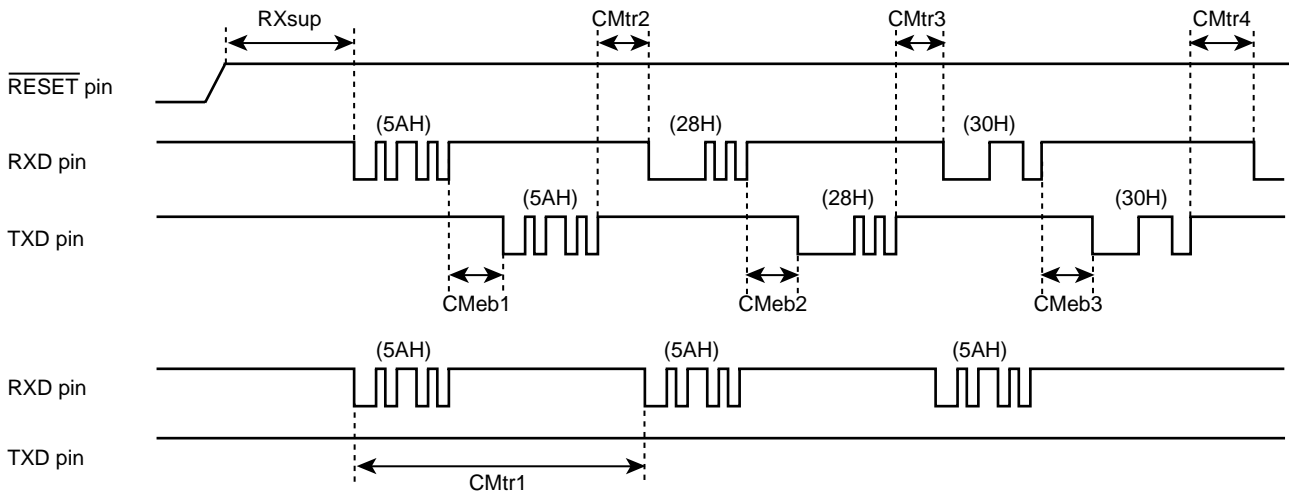 RXsup CMtr2 CMtr3 CMtr4
RESET pin
(5AH) (28H) (30H)
RXD pin
(5AH) (28H) (30H)
TXD pin
CMeb1 CMeb2 CMeb3
(5AH) (5AH) (5AH)
RXD pin
TXD pin
CMtr1